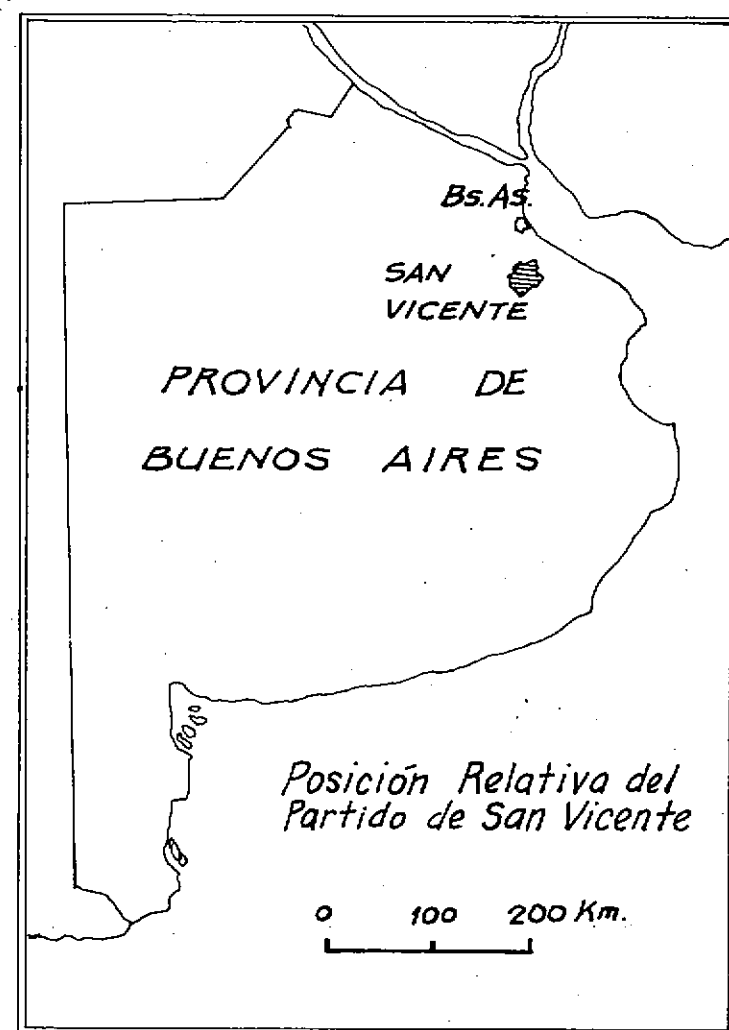 Bs. As.
SAN
VICENTE
PROVINCIA DE
BUENOS AIRES
Posición Relativa del
Partido de San Vicente
0 100 200 Km.